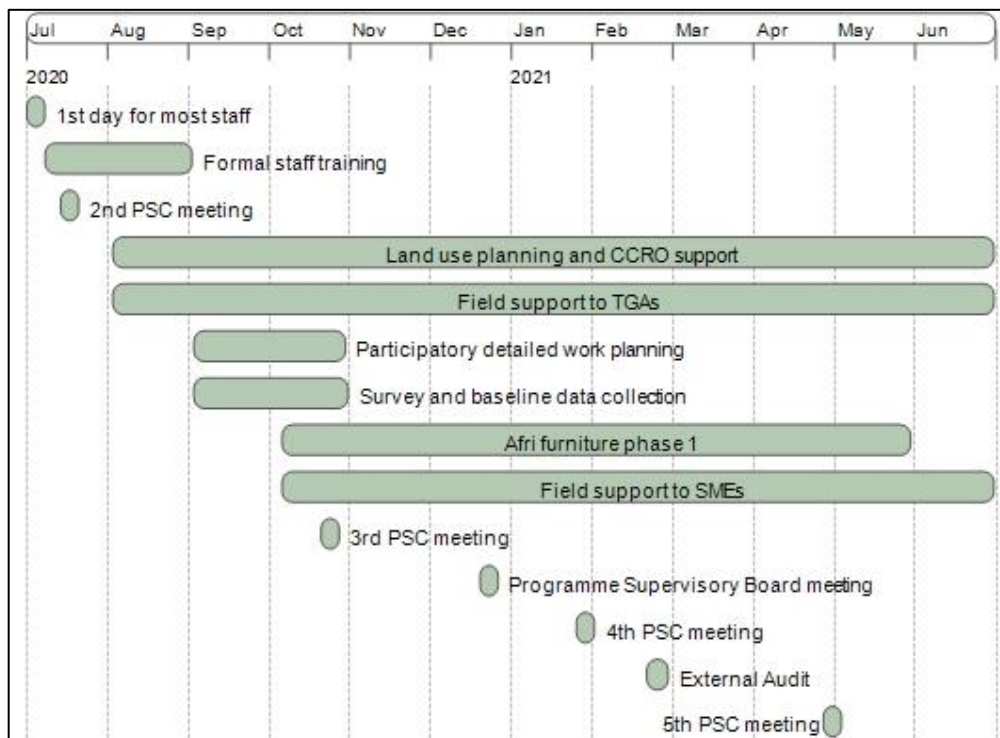 Jul Aug Sep Oct Nov Dec Jan Feb Mar Apr May Jun
2020 2021
1st day for most staff
Formal staff training
2nd PSC meeting
Land use planning and CCRO support
Field support to TGAs
Participatory detailed work planning
Survey and baseline data collection
Afri furniture phase 1
Field support to SMEs
3rd PSC meeting
Programme Supervisory Board meeting
4th PSC meeting
External Audit
5th PSC meeting